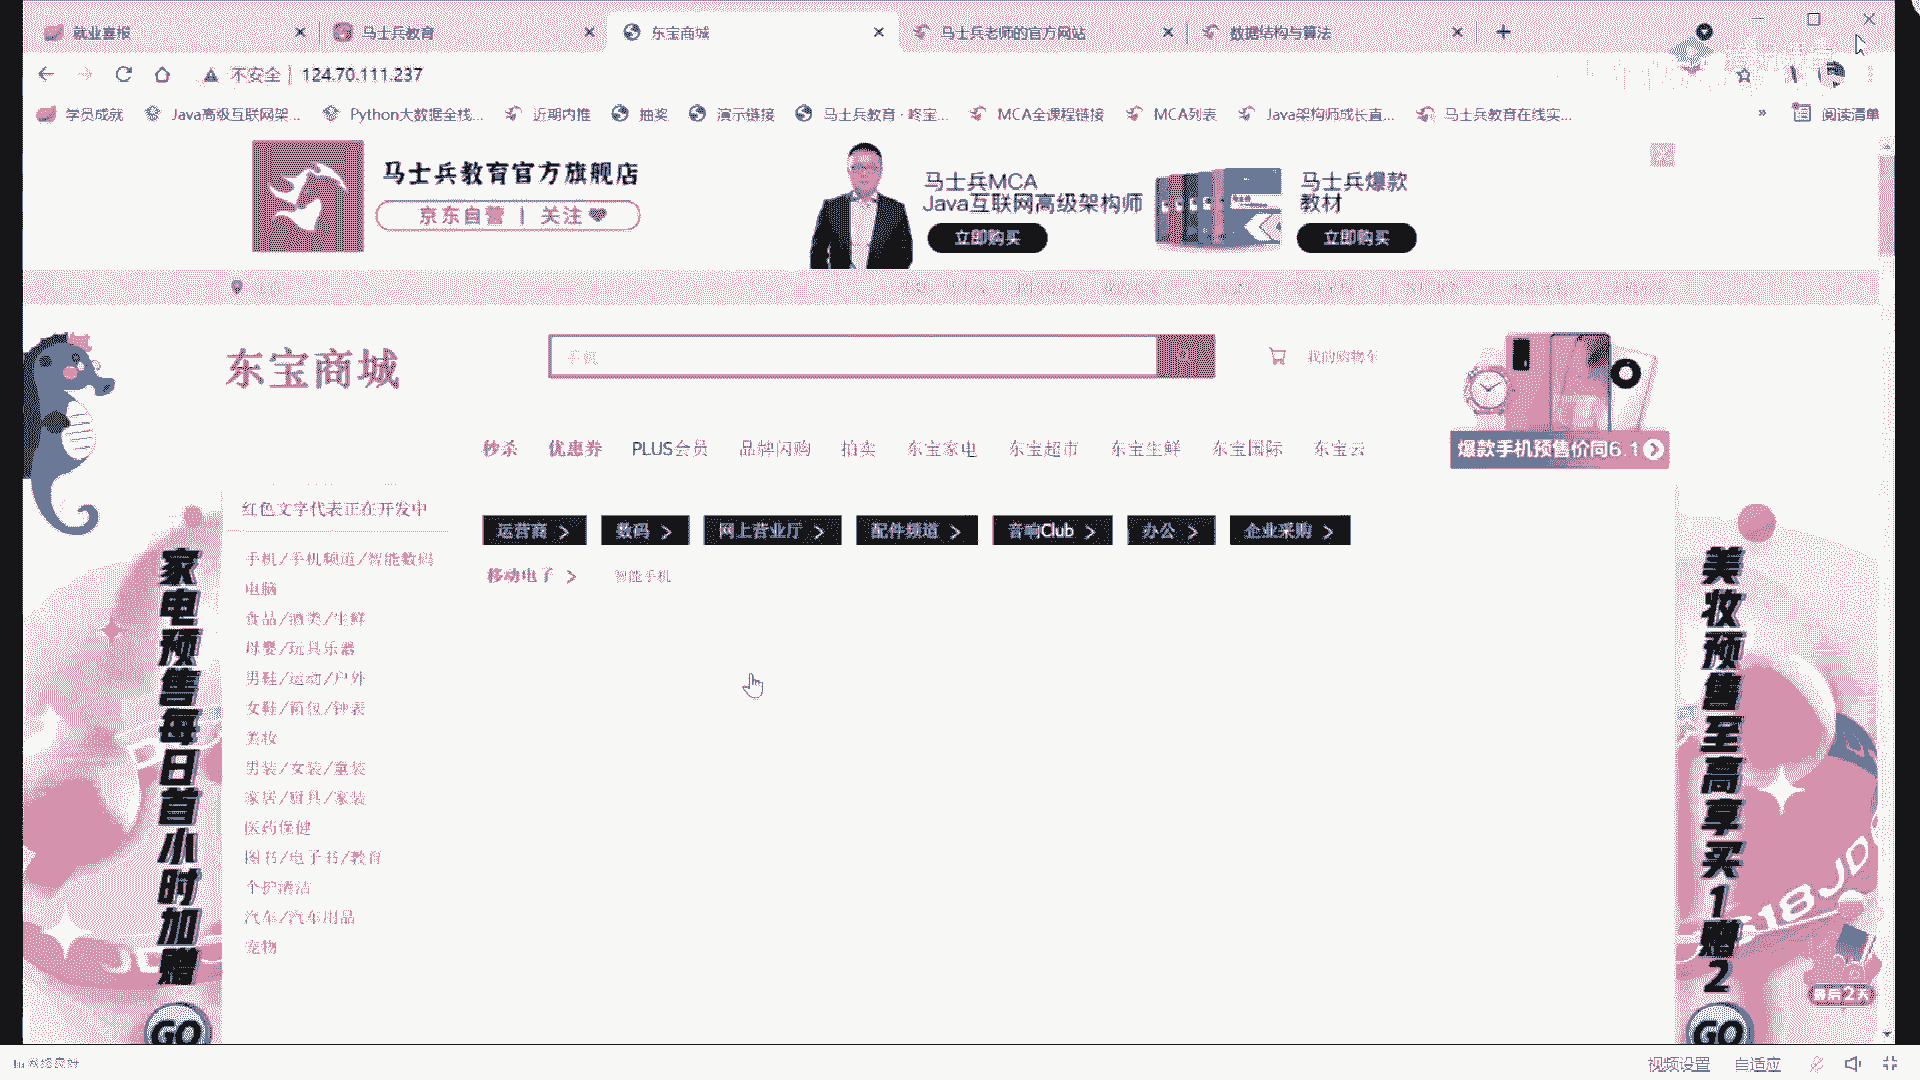 就业喜报
马士兵教育
东宝商城
马士兵老师的官方网站
数据结构与算法
不安全 124.70.111.237
学员成就
Java高级互联网架...
Python大数据全栈...
近期内推
抽奖
演示链接
马士兵教育·咚宝...
MCA全课程链接
MCA列表
Java架构师成长直...
马士兵教育在线实...
»
阅读清单
马士兵教育官方旗舰店
京东自营 | 关注
马士兵MCA
Java互联网高级架构师
立即购买
马士兵爆款
教材
立即购买
东宝商城
手机
我的购物车
爆款手机预售价同6.1
秒杀 优惠券 PLUS会员 品牌闪购 拍卖 东宝家电 东宝超市 东宝生鲜 东宝国际 东宝云
红色文字代表正在开发中
运营商 数码 网上营业厅 配件频道 音响Club 办公 企业采购
移动电子 智能手机
手机/手机频道/智能数码
电脑
食品/酒类/生鲜
母婴/玩具乐器
男鞋/运动/户外
女鞋/箱包/钟表
美妆
男装/女装/童装
家居/厨具/家装
医药保健
图书/电子书/教育
个护清洁
汽车/汽车用品
宠物
家电预售每日首小时加赠
GO
美妆预售至高享买1赠2
GO
618JD
最后2天
网络良好
视频设置 自适应